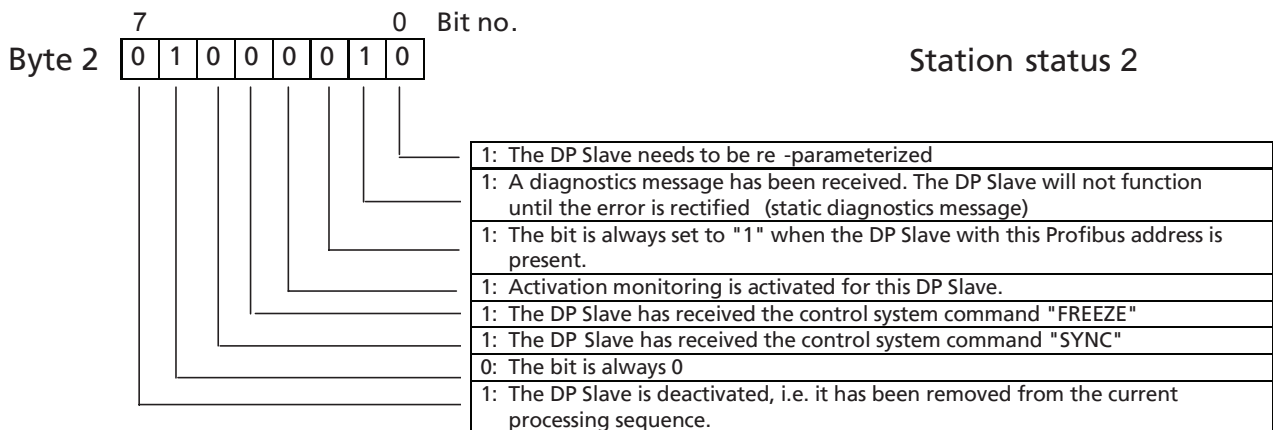 7 0 Bit no.
Byte 2 0 1 0 0 0 0 1 0 Station status 2
1: The DP Slave needs to be re -parameterized
1: A diagnostics message has been received. The DP Slave will not function
until the error is rectified (static diagnostics message)
1: The bit is always set to "1" when the DP Slave with this Profibus address is
present.
1: Activation monitoring is activated for this DP Slave.
1: The DP Slave has received the control system command "FREEZE"
1: The DP Slave has received the control system command "SYNC"
0: The bit is always 0
1: The DP Slave is deactivated, i.e. it has been removed from the current
processing sequence.